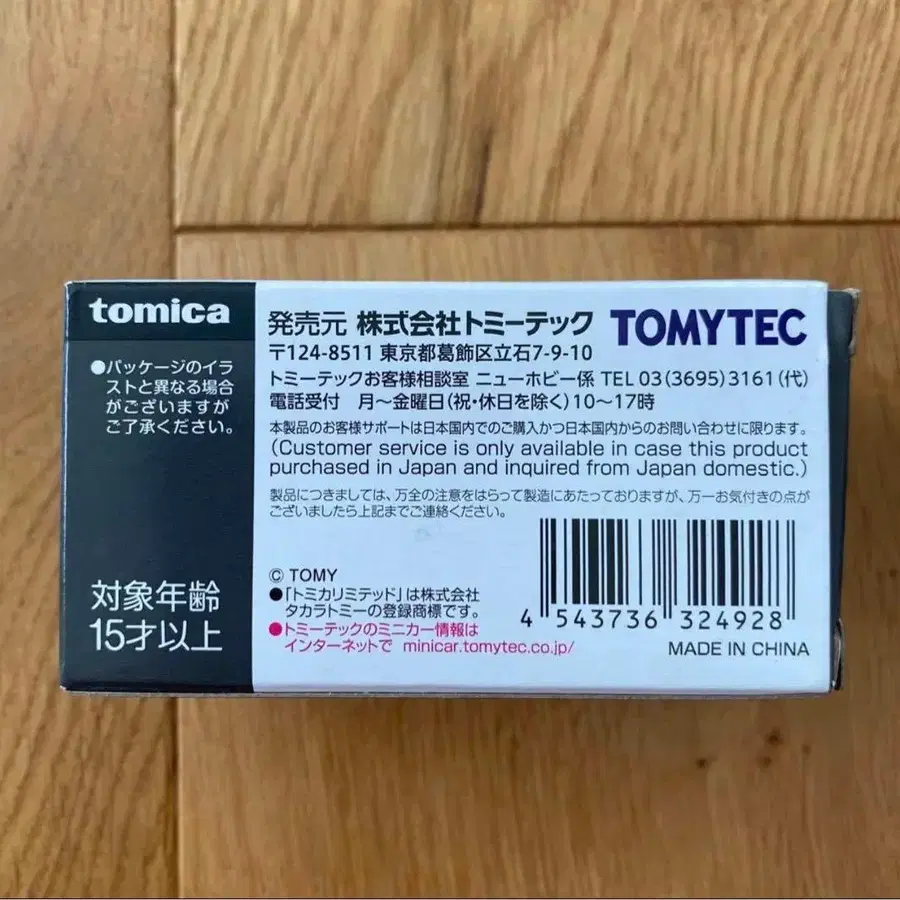 tomica
●パッケージのイラ
ストと異なる場合
がございますが
ご了承ください。
対象年齢
15才以上
発売元 株式会社トミーテック TOMYTEC
〒124-8511 東京都葛飾区立石7-9-10
トミーテックお客様相談室 ニューホビー係 TEL 03(3695)3161(代)
電話受付 月〜金曜日(祝・休日を除く)10〜17時
本製品のお客様サポートは日本国内でのご購入かつ日本国内からのお問い合わせに限ります。
(Customer service is only available in case this product
purchased in Japan and inquired from Japan domestic.)
製品につきましては、万全の注意をはらって製造にあたっておりますが、万一お気付きの点が
ございましたら上記までご連絡ください。
© TOMY
●「トミカリミテッド」は株式会社
タカラトミーの登録商標です。
●トミーテックのミニカー情報は
インターネットで minicar.tomytec.co.jp/
4 543736 324928
MADE IN CHINA